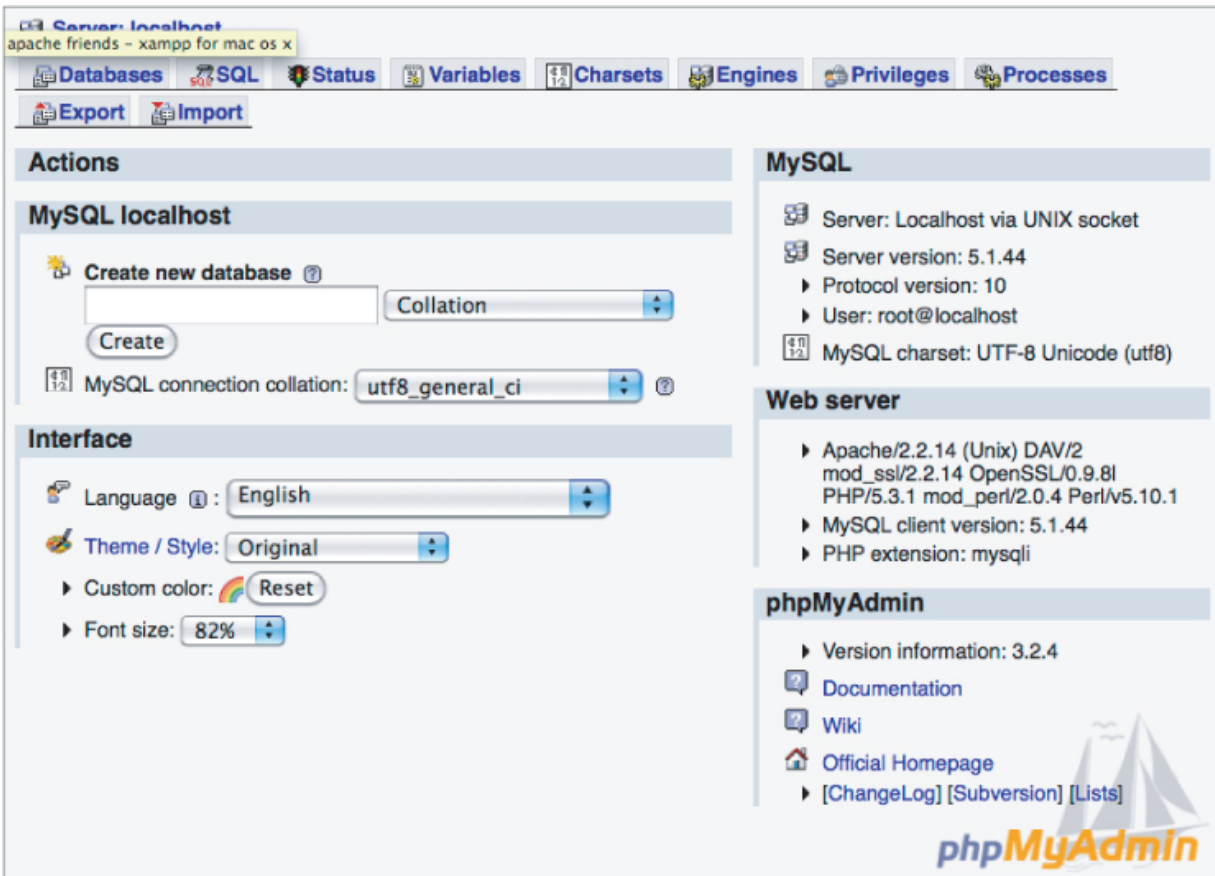 Server: localhost
apache friends – xampp for mac os x
Databases SQL Status Variables Charsets Engines Privileges Processes
Export Import
Actions
MySQL localhost
Create new database
Collation
Create
MySQL connection collation: utf8_general_ci
Interface
Language : English
Theme / Style: Original
Custom color: Reset
Font size: 82%
MySQL
Server: Localhost via UNIX socket
Server version: 5.1.44
Protocol version: 10
User: root@localhost
MySQL charset: UTF-8 Unicode (utf8)
Web server
Apache/2.2.14 (Unix) DAV/2
mod_ssl/2.2.14 OpenSSL/0.9.8l
PHP/5.3.1 mod_perl/2.0.4 Perl/v5.10.1
MySQL client version: 5.1.44
PHP extension: mysqli
phpMyAdmin
Version information: 3.2.4
Documentation
Wiki
Official Homepage
[ChangeLog] [Subversion] [Lists]
phpMyAdmin